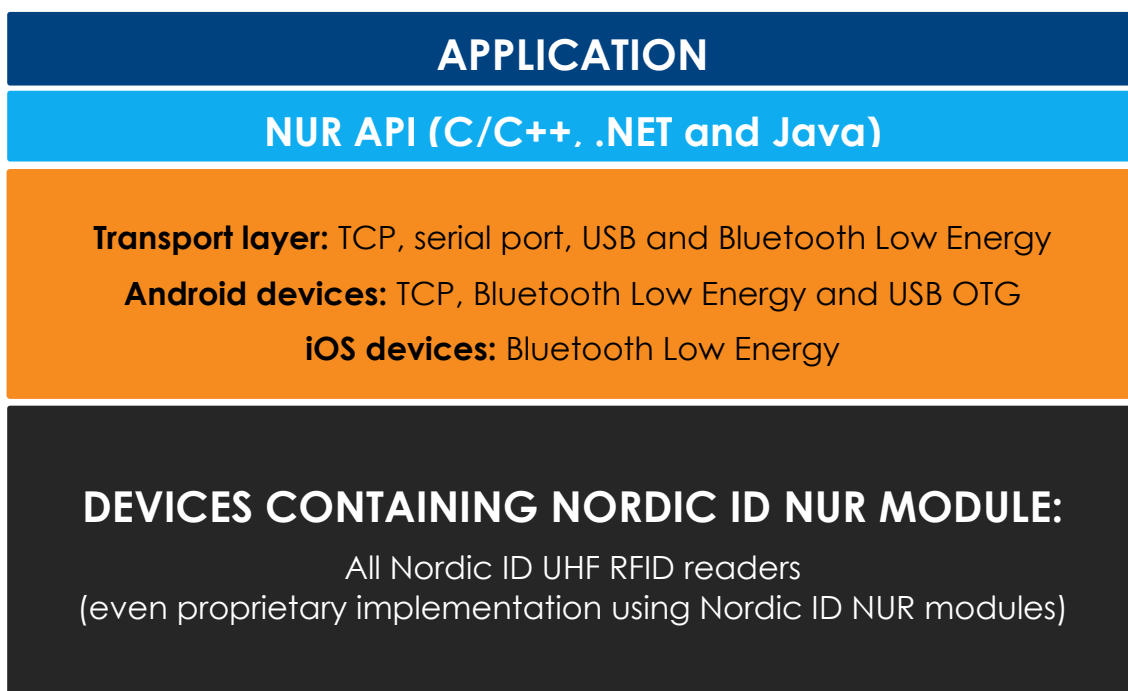 APPLICATION
NUR API (C/C++, .NET and Java)
Transport layer: TCP, serial port, USB and Bluetooth Low Energy
Android devices: TCP, Bluetooth Low Energy and USB OTG
iOS devices: Bluetooth Low Energy
DEVICES CONTAINING NORDIC ID NUR MODULE:
All Nordic ID UHF RFID readers
(even proprietary implementation using Nordic ID NUR modules)